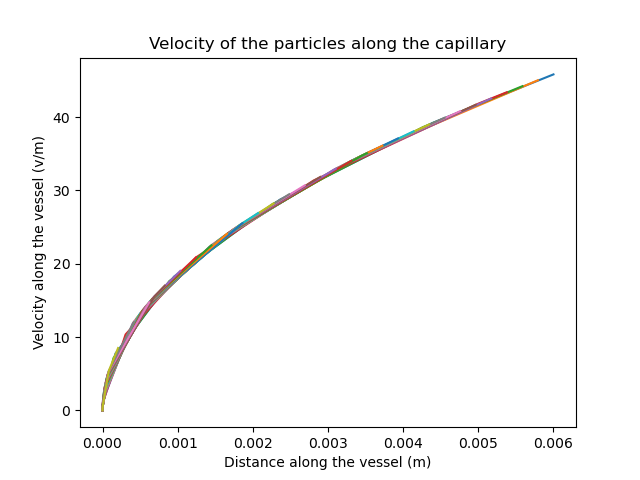 Velocity of the particles along the capillary
Velocity along the vessel (v/m)
40
30
20
10
0
0.000 0.001 0.002 0.003 0.004 0.005 0.006
Distance along the vessel (m)